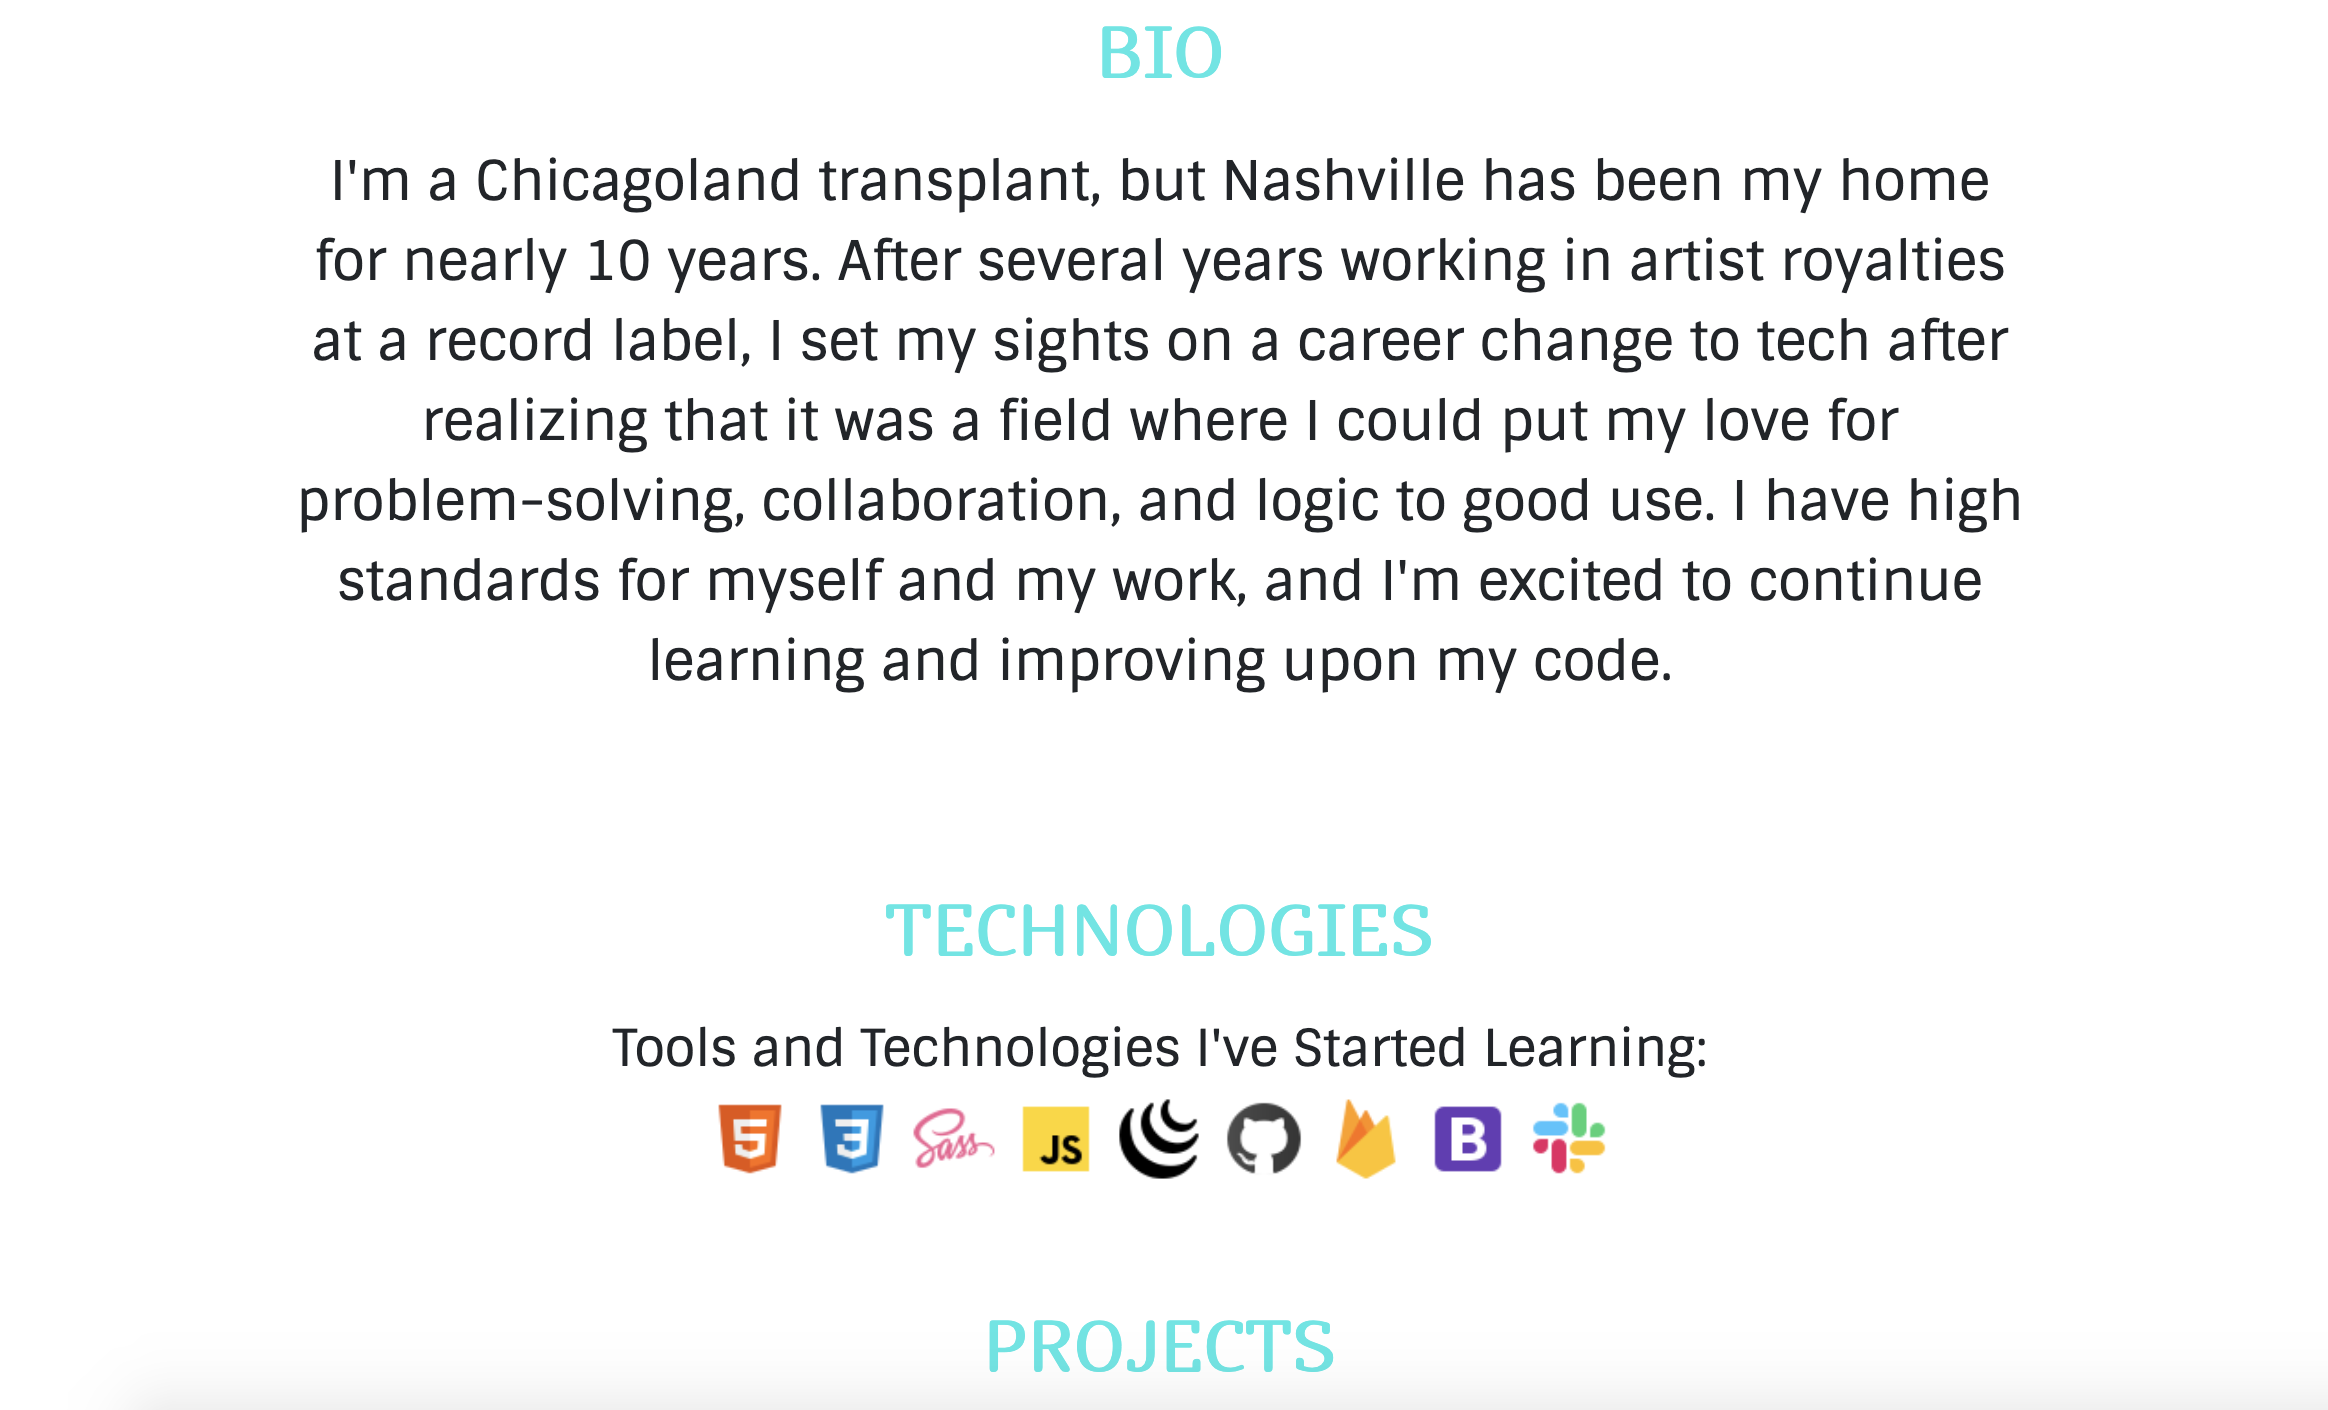 BIO
I'm a Chicagoland transplant, but Nashville has been my home
for nearly 10 years. After several years working in artist royalties
at a record label, I set my sights on a career change to tech after
realizing that it was a field where I could put my love for
problem-solving, collaboration, and logic to good use. I have high
standards for myself and my work, and I'm excited to continue
learning and improving upon my code.
TECHNOLOGIES
Tools and Technologies I've Started Learning:
5 3 Sass JS B
PROJECTS